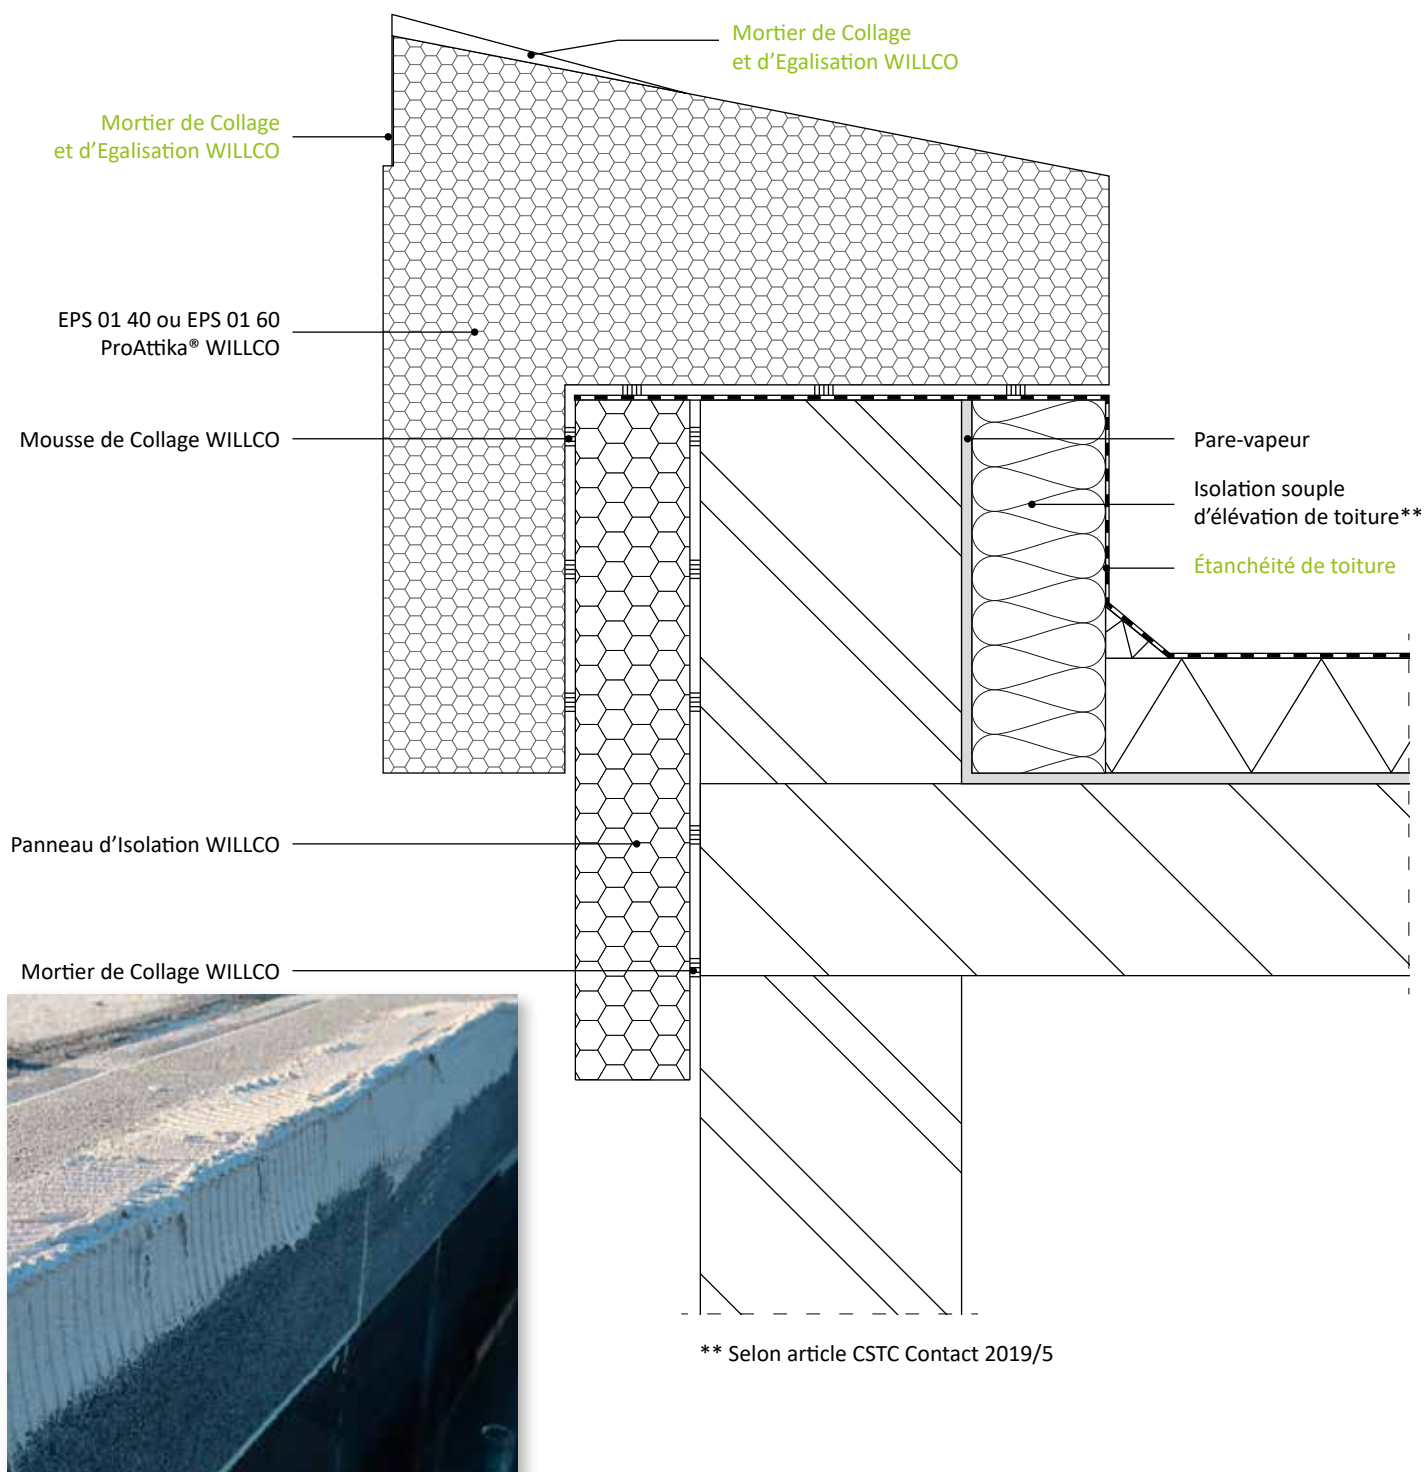 Mortier de Collage
et d'Egalisation WILLCO
Mortier de Collage
et d'Egalisation WILLCO
EPS 01 40 ou EPS 01 60
ProAttika® WILLCO
Mousse de Collage WILLCO
Pare-vapeur
Isolation souple
d'élévation de toiture**
Étanchéité de toiture
Panneau d'Isolation WILLCO
Mortier de Collage WILLCO
** Selon article CSTC Contact 2019/5